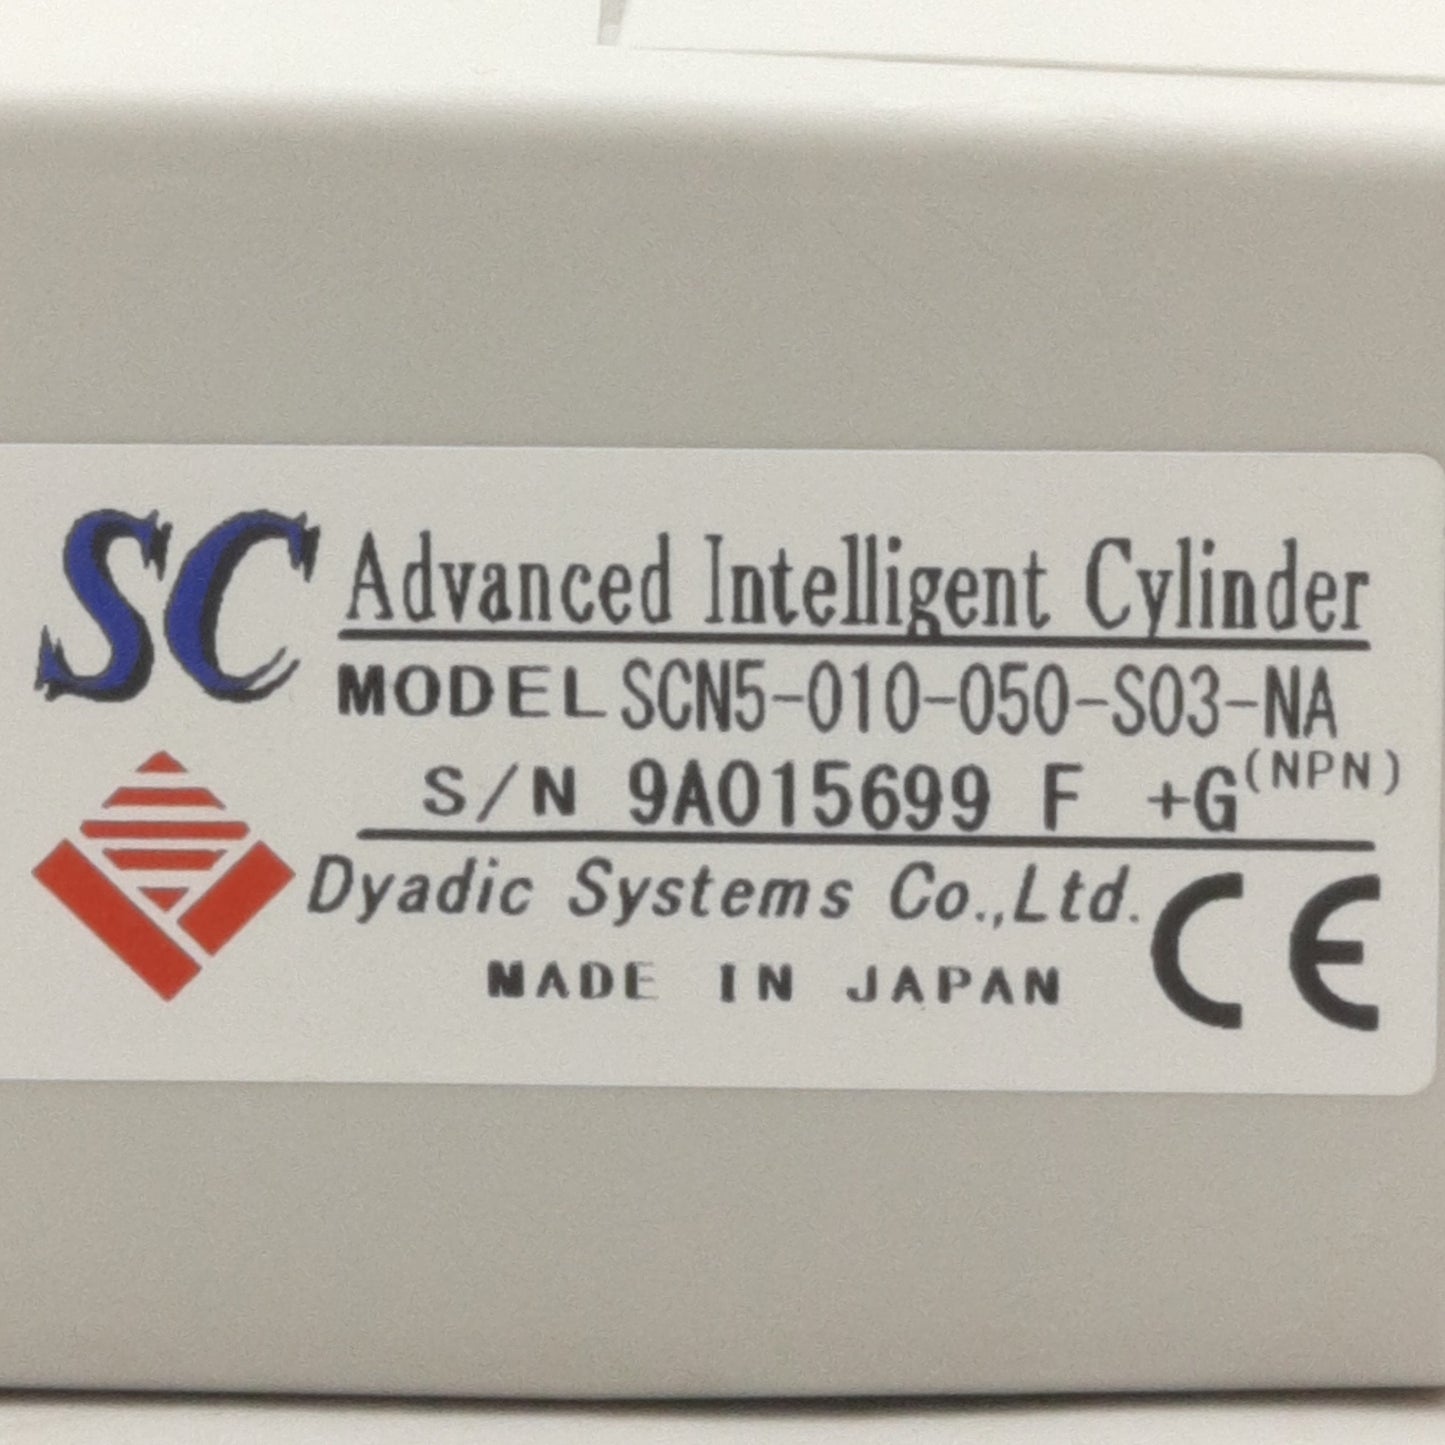 SC Advanced Intelligent Cylinder
MODEL SCN5-010-050-S03-NA
S/N 9A015699 F +G(NPN)
Dyadic Systems Co.,Ltd.
MADE IN JAPAN CE